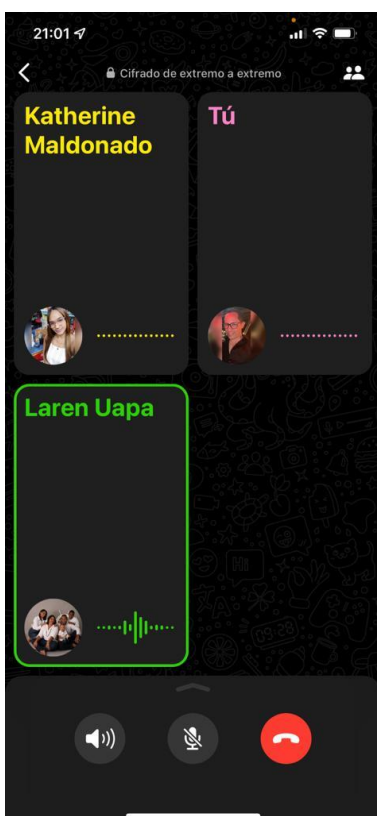 21:01
Cifrado de extremo a extremo
Katherine
Maldonado
Tú
Laren Uapa